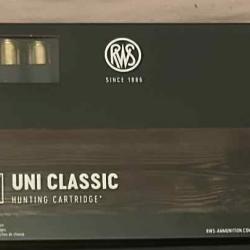 RWS
SINCE 1886
UNI CLASSIC
HUNTING CARTRIDGE*
RWS-AMMUNITION.COM